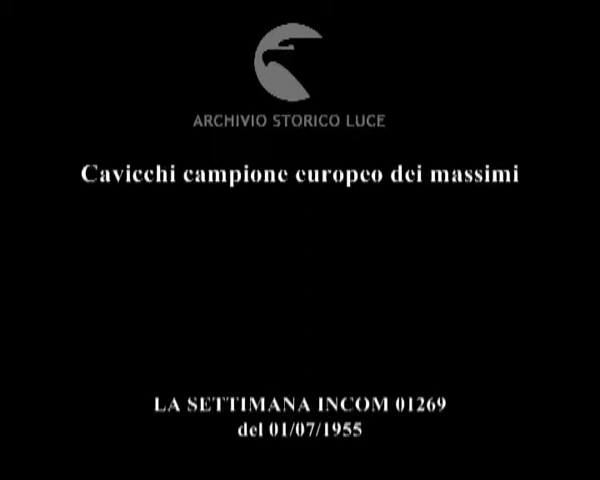 ARCHIVIO STORICO LUCE
Cavicchi campione europeo dei massimi
LA SETTIMANA INCOM 01269
del 01/07/1955